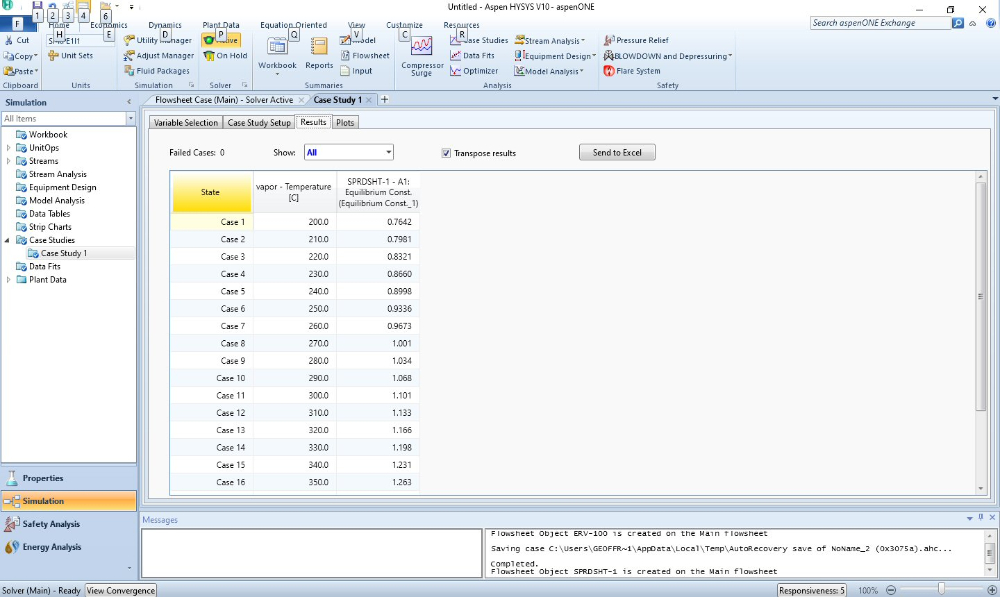 Untitled - Aspen HYSYS V10 - aspenONE
1 2 3 4 6
F Home Economics Dynamics Plant Data Equation Oriented View Customize Resources
Search aspenONE Exchange
H E D P Q V C R
Cut
Copy
Paste
Clipboard
Unit Sets
Units
Utility Manager
Adjust Manager
Fluid Packages
Simulation
On Hold
Solver
Workbook
Reports
Model
Flowsheet
Input
Summaries
Compressor
Surge
Case Studies
Data Fits
Optimizer
Stream Analysis
Equipment Design
Model Analysis
Analysis
Pressure Relief
BLOWDOWN and Depressuring
Flare System
Safety
Simulation
All Items
Workbook
UnitOps
Streams
Stream Analysis
Equipment Design
Model Analysis
Data Tables
Strip Charts
Case Studies
Case Study 1
Data Fits
Plant Data
Properties
Simulation
Safety Analysis
Energy Analysis
Flowsheet Case (Main) - Solver Active
Case Study 1
Variable Selection Case Study Setup Results Plots
Failed Cases: 0 Show: All Transpose results Send to Excel
State
vapor - Temperature
[C]
SPRDSHT-1 - A1:
Equilibrium Const.
(Equilibrium Const._1)
Case 1 200.0 0.7642
Case 2 210.0 0.7981
Case 3 220.0 0.8321
Case 4 230.0 0.8660
Case 5 240.0 0.8998
Case 6 250.0 0.9336
Case 7 260.0 0.9673
Case 8 270.0 1.001
Case 9 280.0 1.034
Case 10 290.0 1.068
Case 11 300.0 1.101
Case 12 310.0 1.133
Case 13 320.0 1.166
Case 14 330.0 1.198
Case 15 340.0 1.231
Case 16 350.0 1.263
Messages
Flowsheet Object ERV-100 is created on the Main flowsheet
Saving case C:\Users\GEOFFR~1\AppData\Local\Temp\AutoRecovery save of NoName_2 (0x3075a).ahc...
Completed.
Flowsheet Object SPRDSHT-1 is created on the Main flowsheet
Solver (Main) - Ready View Convergence
Responsiveness: 5 100%